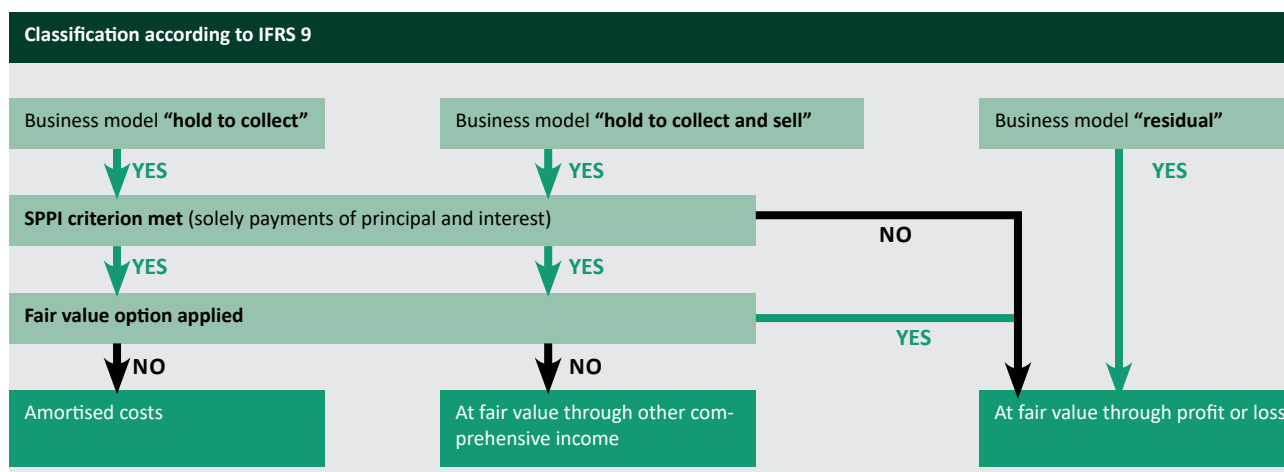 Classification according to IFRS 9
Business model “hold to collect”
Business model “hold to collect and sell”
Business model “residual”
YES
YES
YES
SPPI criterion met (solely payments of principal and interest)
NO
YES
YES
Fair value option applied
YES
NO
NO
Amortised costs
At fair value through other com-
prehensive income
At fair value through profit or loss